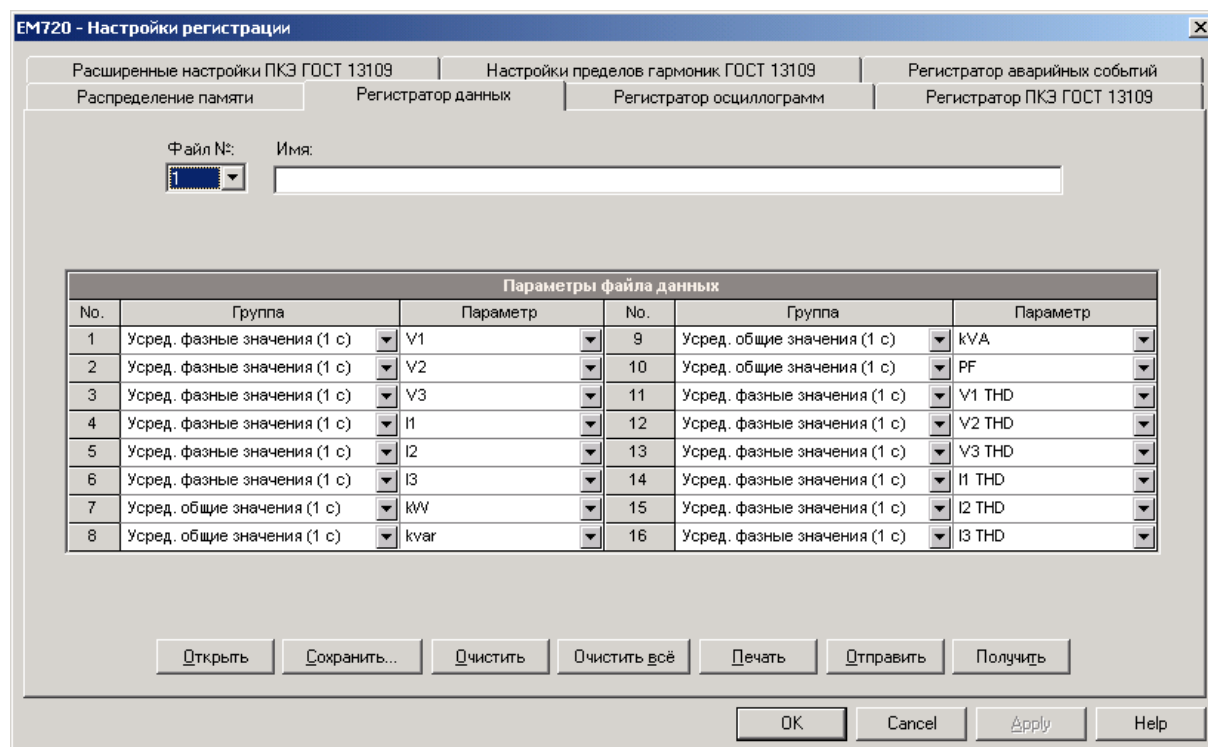 EM720 - Настройки регистрации
Расширенные настройки ПКЭ ГОСТ 13109 Настройки пределов гармоник ГОСТ 13109 Регистратор аварийных событий
Распределение памяти Регистратор данных Регистратор осциллограмм Регистратор ПКЭ ГОСТ 13109
Файл №: Имя:
1
Параметры файла данных
No. Группа Параметр No. Группа Параметр
1 Усред. фазные значения (1 с) V1 9 Усред. общие значения (1 с) kVA
2 Усред. фазные значения (1 с) V2 10 Усред. общие значения (1 с) PF
3 Усред. фазные значения (1 с) V3 11 Усред. фазные значения (1 с) V1 THD
4 Усред. фазные значения (1 с) I1 12 Усред. фазные значения (1 с) V2 THD
5 Усред. фазные значения (1 с) I2 13 Усред. фазные значения (1 с) V3 THD
6 Усред. фазные значения (1 с) I3 14 Усред. фазные значения (1 с) I1 THD
7 Усред. общие значения (1 с) kW 15 Усред. фазные значения (1 с) I2 THD
8 Усред. общие значения (1 с) kvar 16 Усред. фазные значения (1 с) I3 THD
Открыть Сохранить... Очистить Очистить всё Печать Отправить Получить
OK Cancel Apply Help